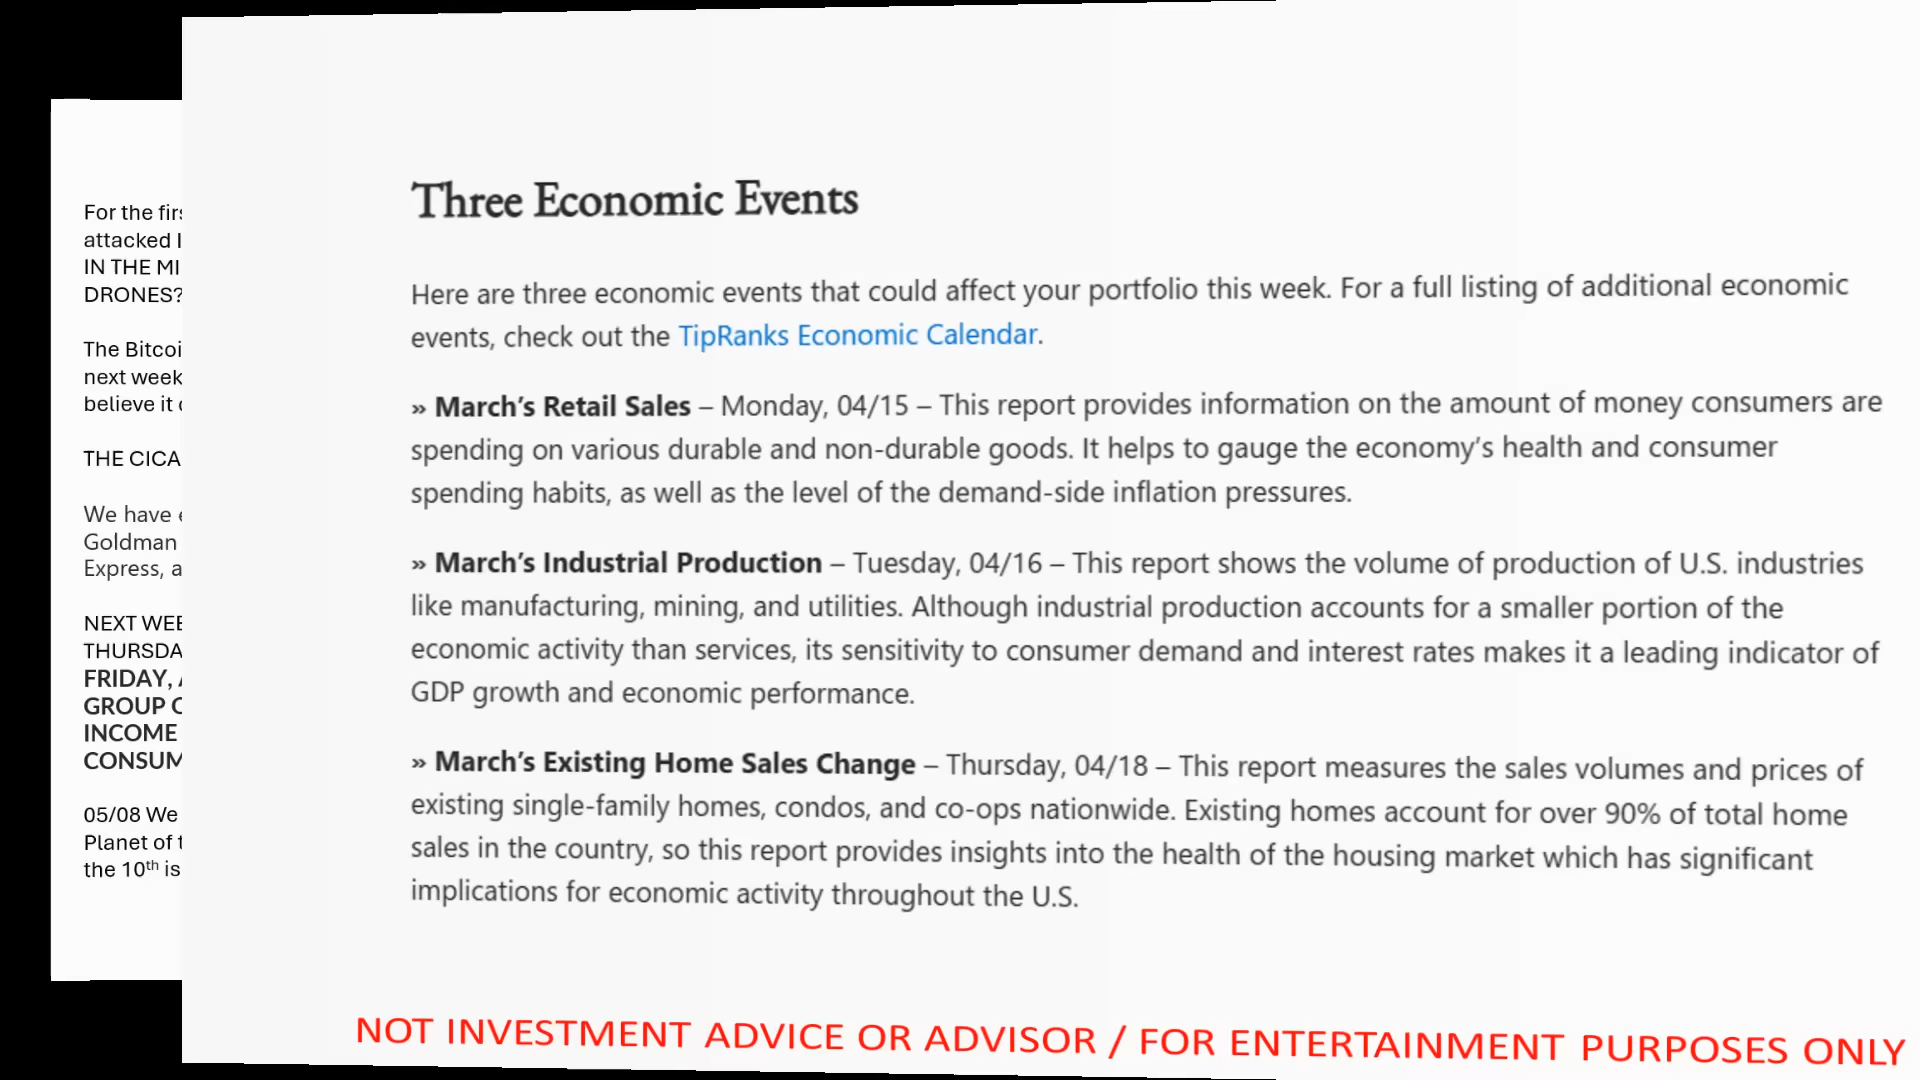 For the
attacked
IN THE
DRONES?
The
next week
believe it
THE
We have
Goldman
Express,
NEXT

FRIDAY,
GROUP
INCOME

05/08 We
Planet of
the 10th is
Three Economic Events
Here are three economic events that could affect your portfolio this week. For a full listing of additional economic
events, check out the TipRanks Economic Calendar.
» March’s Retail Sales – Monday, 04/15 – This report provides information on the amount of money consumers are
spending on various durable and non-durable goods. It helps to gauge the economy’s health and consumer
spending habits, as well as the level of the demand-side inflation pressures.
» March’s Industrial Production – Tuesday, 04/16 – This report shows the volume of production of U.S. industries
like manufacturing, mining, and utilities. Although industrial production accounts for a smaller portion of the
economic activity than services, its sensitivity to consumer demand and interest rates makes it a leading indicator of
GDP growth and economic performance.
» March’s Existing Home Sales Change – Thursday, 04/18 – This report measures the sales volumes and prices of
existing single-family homes, condos, and co-ops nationwide. Existing homes account for over 90% of total home
sales in the country, so this report provides insights into the health of the housing market which has significant
implications for economic activity throughout the U.S.
NOT INVESTMENT ADVICE OR ADVISOR / FOR ENTERTAINMENT PURPOSES ONLY